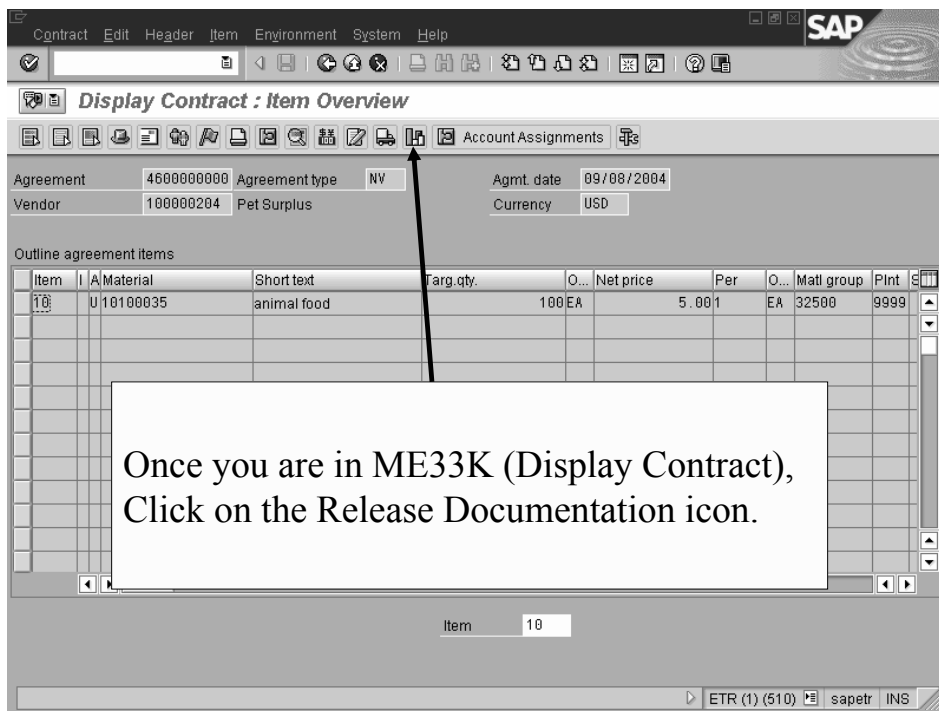 Contract Edit Header Item Environment System Help
SAP
Display Contract : Item Overview
Account Assignments
Agreement 4600000000 Agreement type NV Agmt. date 09/08/2004
Vendor 100000204 Pet Surplus Currency USD
Outline agreement items
Item I A Material Short text Targ.qty. O... Net price Per O... Matl group Plnt S
10 U 10100035 animal food 100 EA 5.00 1 EA 32500 9999
Once you are in ME33K (Display Contract),
Click on the Release Documentation icon.
Item 10
ETR (1) (510) sapetr INS